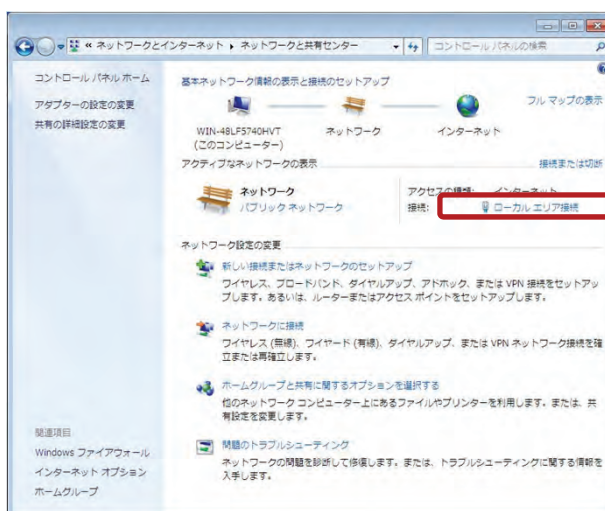 « ネットワークとインターネット ▸ ネットワークと共有センター
コントロール パネルの検索
コントロール パネル ホーム
アダプターの設定の変更
共有の詳細設定の変更
基本ネットワーク情報の表示と接続のセットアップ
フル マップの表示
WIN-48LF5740HVT
(このコンピューター)
ネットワーク
インターネット
アクティブなネットワークの表示
接続または切断
ネットワーク
パブリック ネットワーク
アクセスの種類: インターネット
接続: ローカル エリア接続
ネットワーク設定の変更
新しい接続またはネットワークのセットアップ
ワイヤレス、ブロードバンド、ダイヤルアップ、アドホック、または VPN 接続をセットアッ
プします。あるいは、ルーターまたはアクセス ポイントをセットアップします。
ネットワークに接続
ワイヤレス (無線)、ワイヤード (有線)、ダイヤルアップ、または VPN ネットワーク接続を確
立または再確立します。
ホームグループと共有に関するオプションを選択する
他のネットワーク コンピューター上にあるファイルやプリンターを利用します。または、共
有設定を変更します。
問題のトラブルシューティング
ネットワークの問題を診断して修復します。または、トラブルシューティングに関する情報を
入手します。
関連項目
Windows ファイアウォール
インターネット オプション
ホームグループ